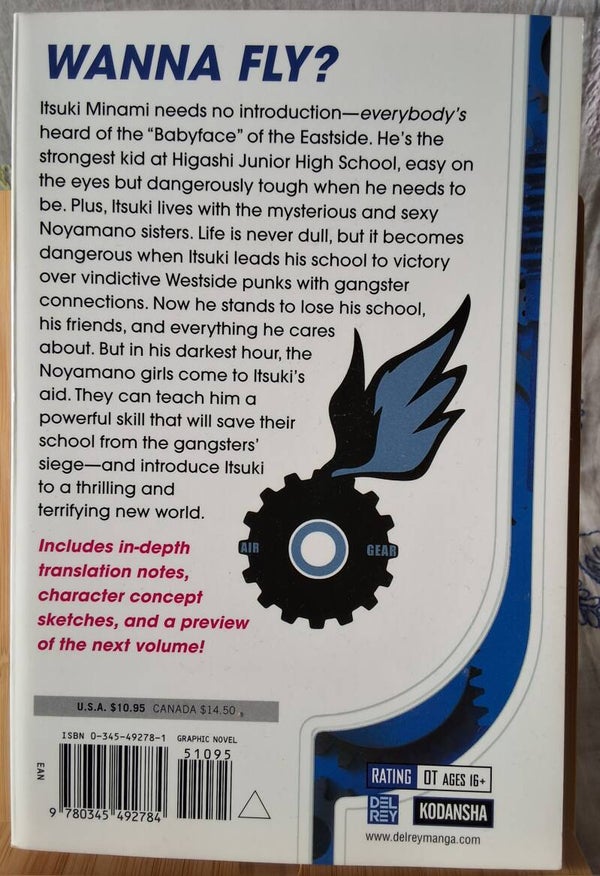 WANNA FLY?
Itsuki Minami needs no introduction—everybody's
heard of the "Babyface" of the Eastside. He's the
strongest kid at Higashi Junior High School, easy on
the eyes but dangerously tough when he needs to
be. Plus, Itsuki lives with the mysterious and sexy
Noyamano sisters. Life is never dull, but it becomes
dangerous when Itsuki leads his school to victory
over vindictive Westside punks with gangster
connections. Now he stands to lose his school,
his friends, and everything he cares
about. But in his darkest hour, the
Noyamano girls come to Itsuki's
aid. They can teach him a
powerful skill that will save their
school from the gangsters'
siege—and introduce Itsuki
to a thrilling and
terrifying new world.
AIR GEAR
Includes in-depth
translation notes,
character concept
sketches, and a preview
of the next volume!
U.S.A. $10.95 CANADA $14.50
ISBN 0-345-49278-1 GRAPHIC NOVEL
51095
EAN
9 780345 492784
RATING OT AGES 16+
DEL
REY
KODANSHA
www.delreymanga.com